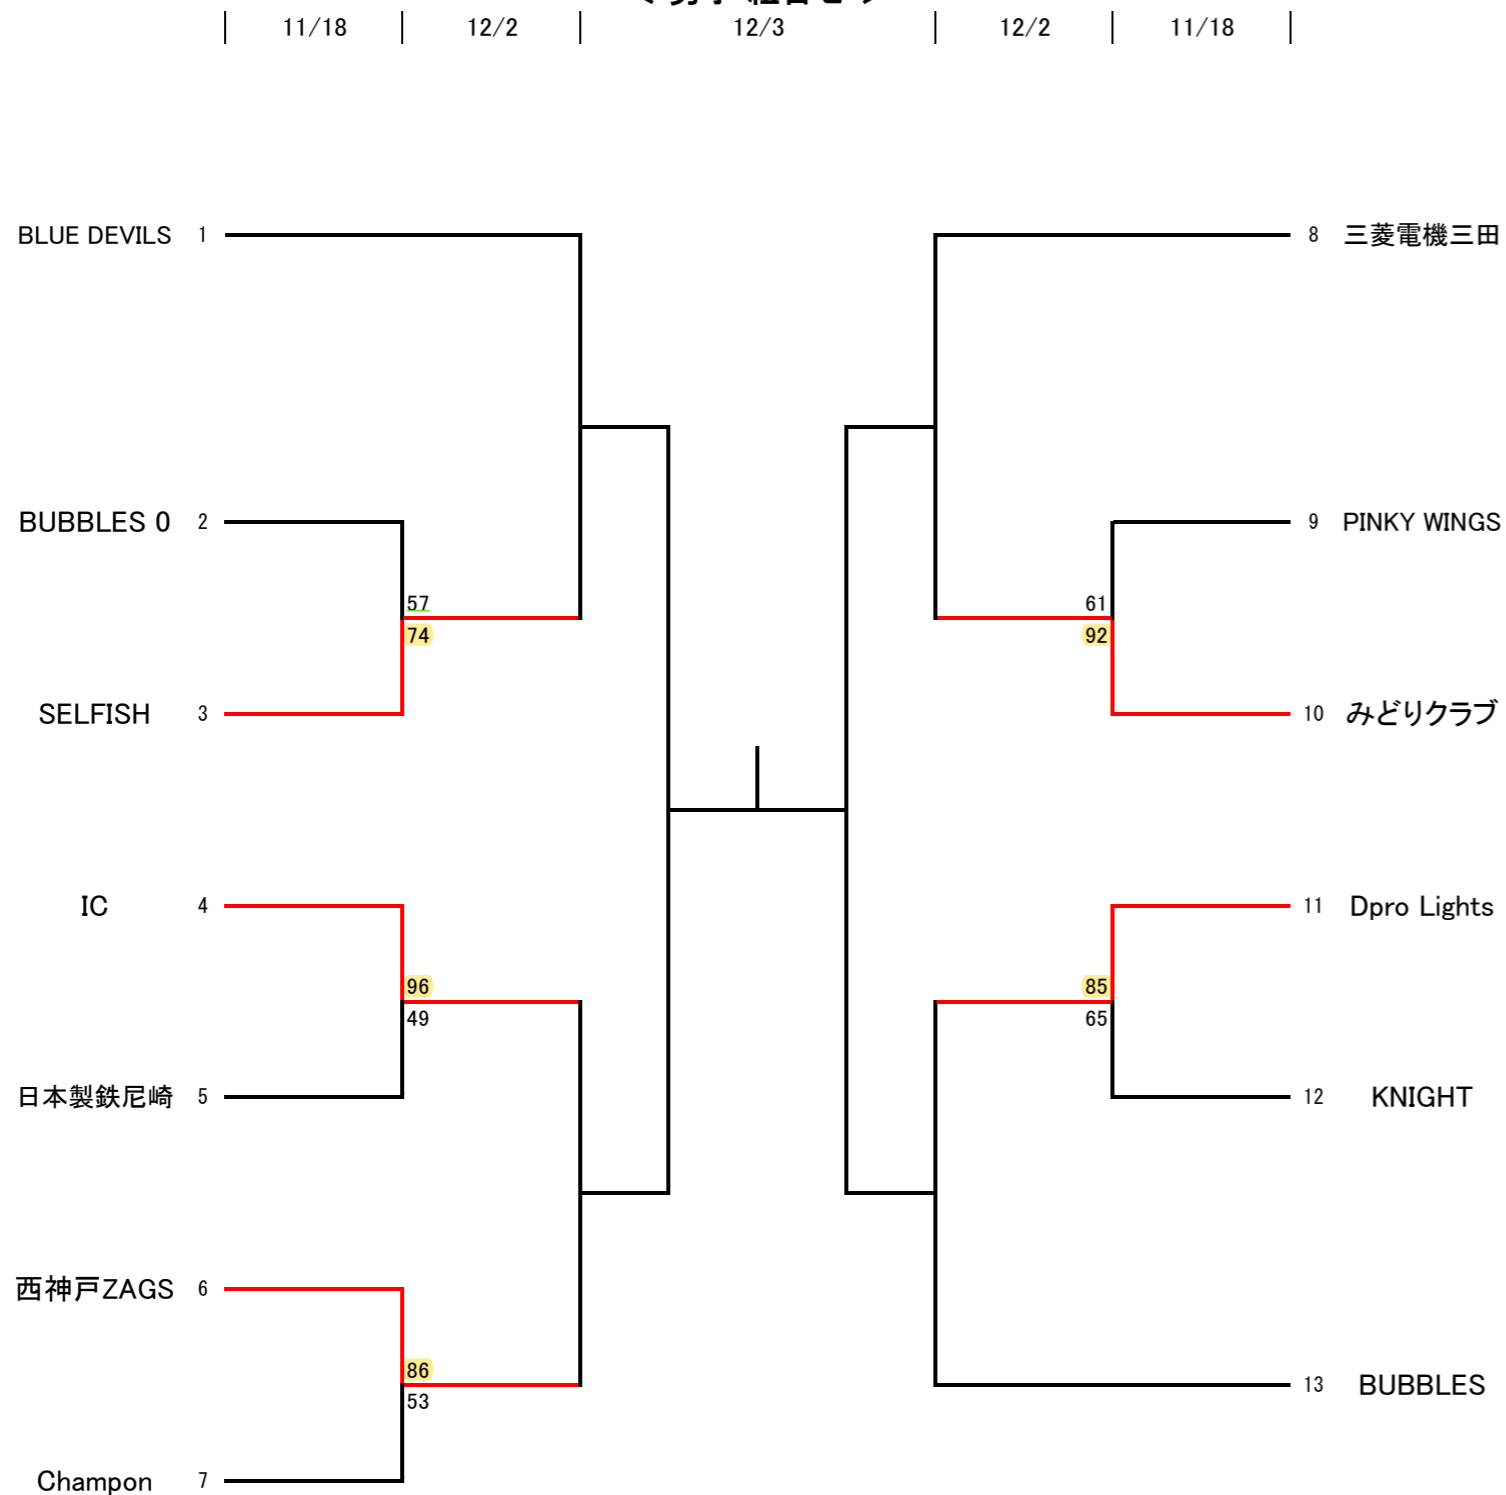 11/18 12/2 12/3 12/2 11/18
BLUE DEVILS 1
8 三菱電機三田
BUBBLES 0 2
9 PINKY WINGS
57
61
74
92
SELFISH 3
10 みどりクラブ
IC 4
11 Dpro Lights
96
85
49
65
日本製鉄尼崎 5
12 KNIGHT
西神戸ZAGS 6
86
53
13 BUBBLES
Champon 7